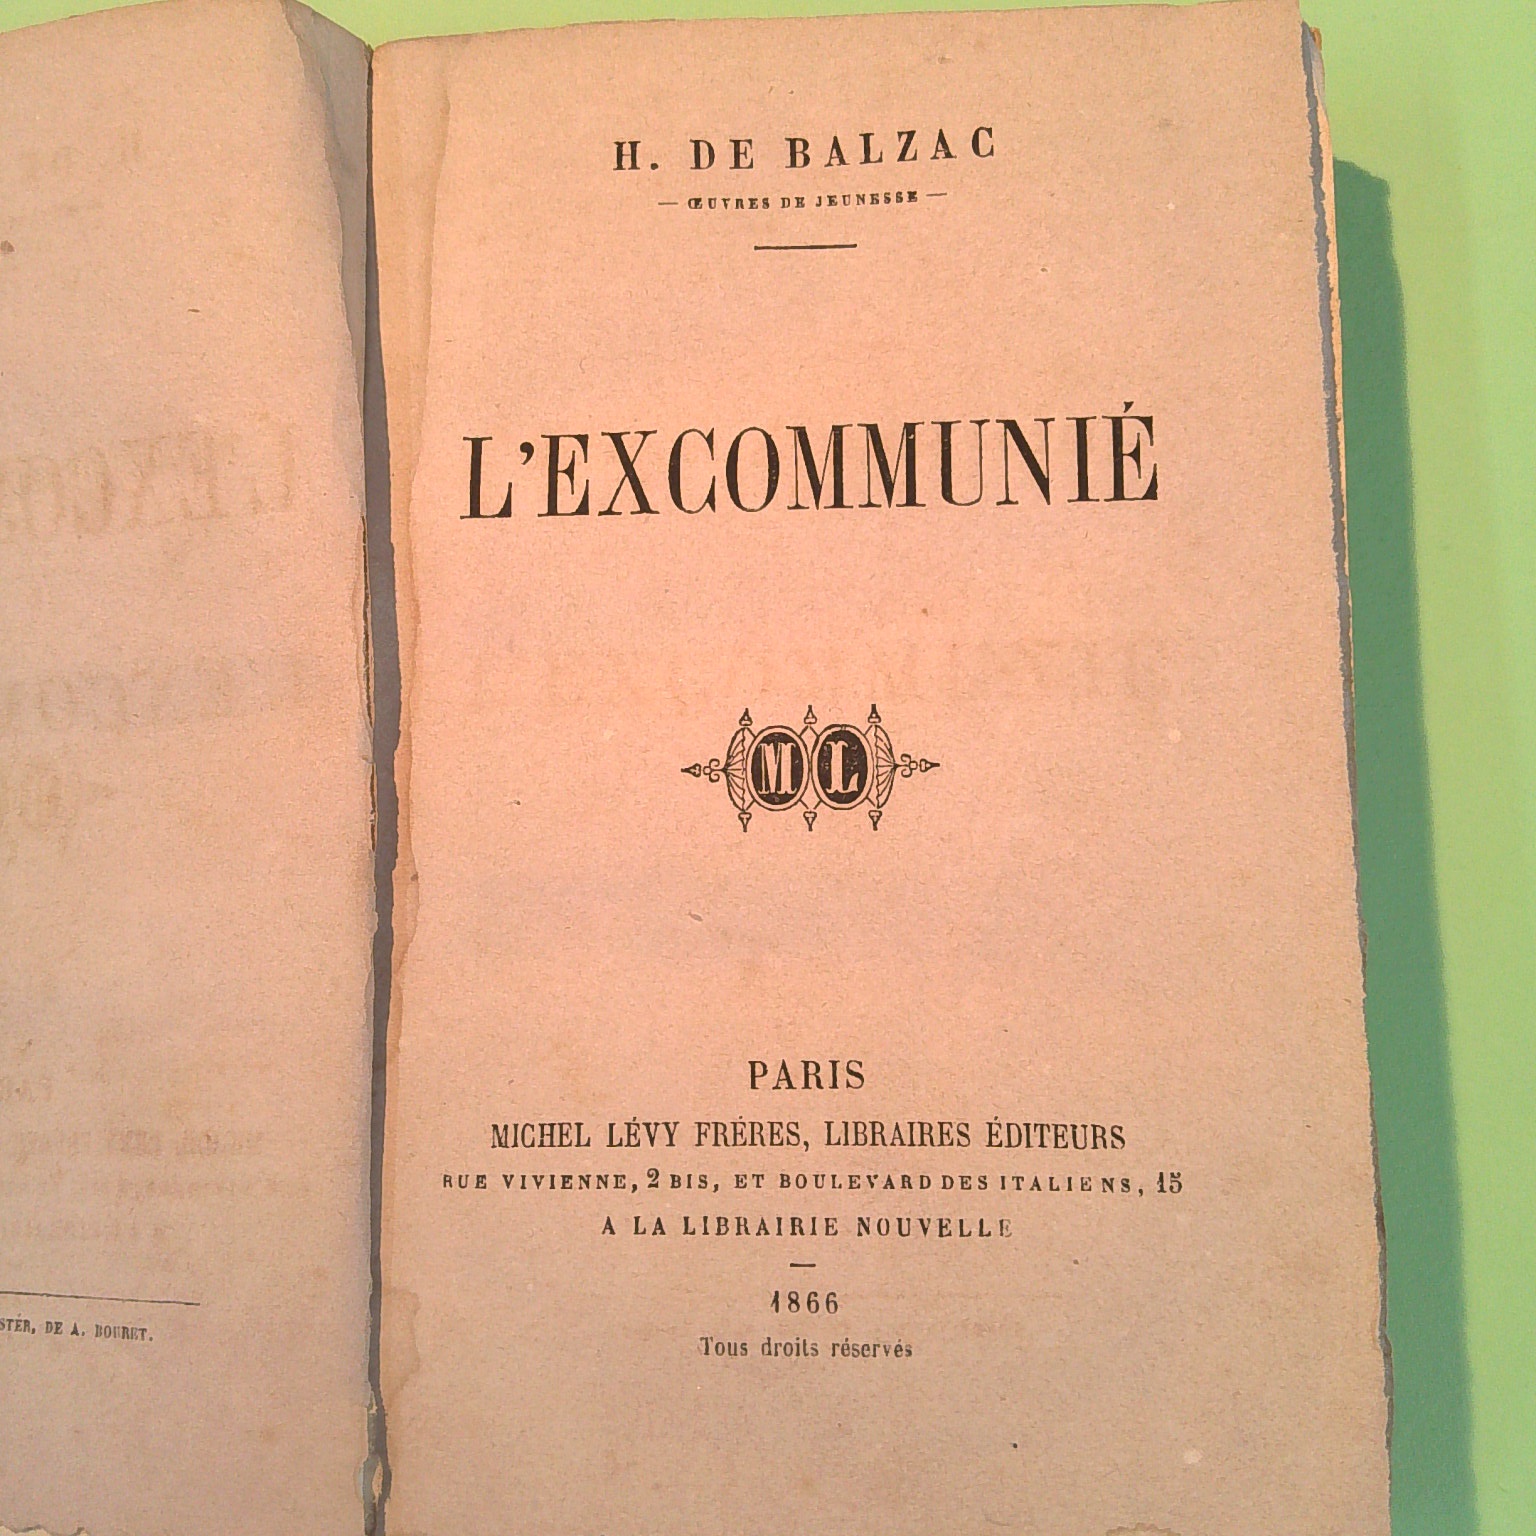 H. DE BALZAC
— ŒUVRES DE JEUNESSE —
L'EXCOMMUNIÉ
M L
PARIS
MICHEL LÉVY FRÈRES, LIBRAIRES ÉDITEURS
RUE VIVIENNE, 2 BIS, ET BOULEVARD DES ITALIENS, 15
A LA LIBRAIRIE NOUVELLE
1866
Tous droits réservés
DE A. BOURET.